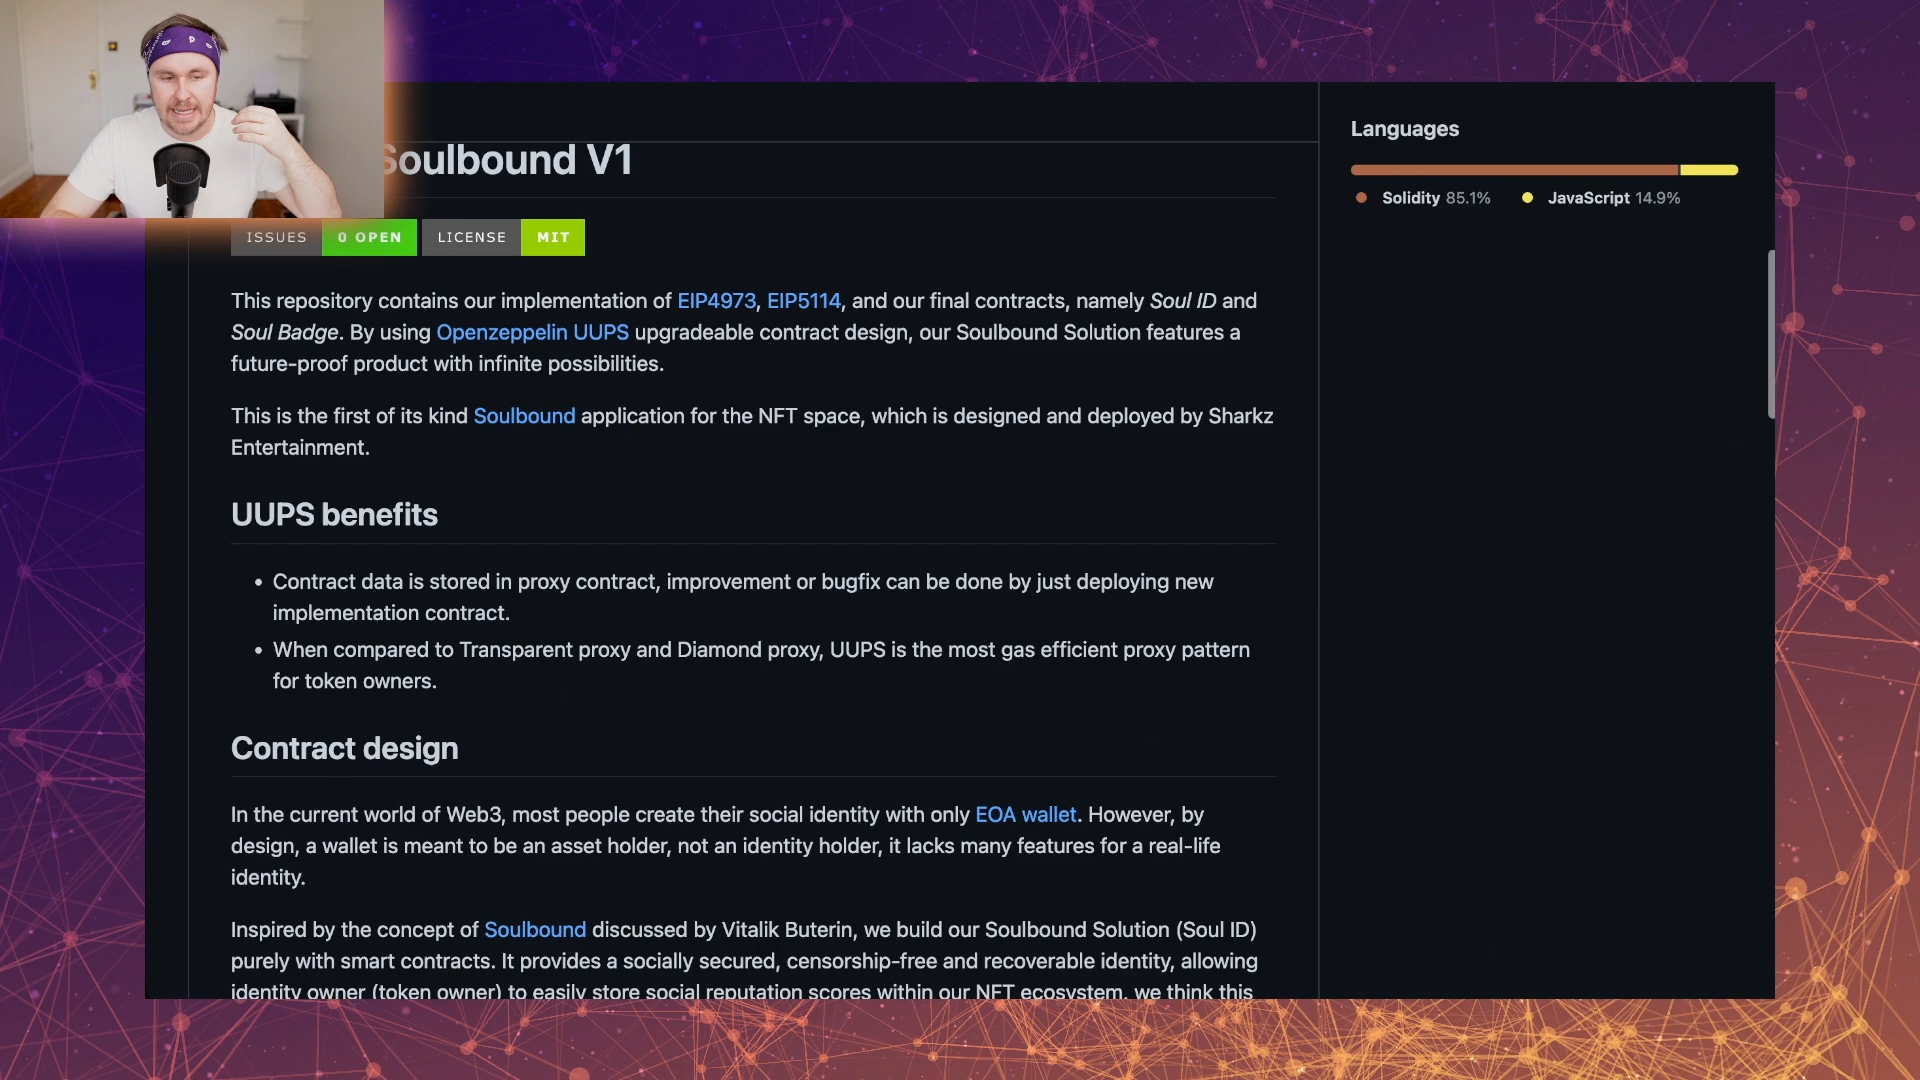 Soulbound V1
Languages
Solidity 85.1% JavaScript 14.9%
ISSUES 0 OPEN LICENSE MIT
This repository contains our implementation of EIP4973, EIP5114, and our final contracts, namely Soul ID and
Soul Badge. By using Openzeppelin UUPS upgradeable contract design, our Soulbound Solution features a
future-proof product with infinite possibilities.
This is the first of its kind Soulbound application for the NFT space, which is designed and deployed by Sharkz
Entertainment.
UUPS benefits
• Contract data is stored in proxy contract, improvement or bugfix can be done by just deploying new
implementation contract.
• When compared to Transparent proxy and Diamond proxy, UUPS is the most gas efficient proxy pattern
for token owners.
Contract design
In the current world of Web3, most people create their social identity with only EOA wallet. However, by
design, a wallet is meant to be an asset holder, not an identity holder, it lacks many features for a real-life
identity.
Inspired by the concept of Soulbound discussed by Vitalik Buterin, we build our Soulbound Solution (Soul ID)
purely with smart contracts. It provides a socially secured, censorship-free and recoverable identity, allowing
identity owner (token owner) to easily store social reputation scores within our NFT ecosystem, we think this